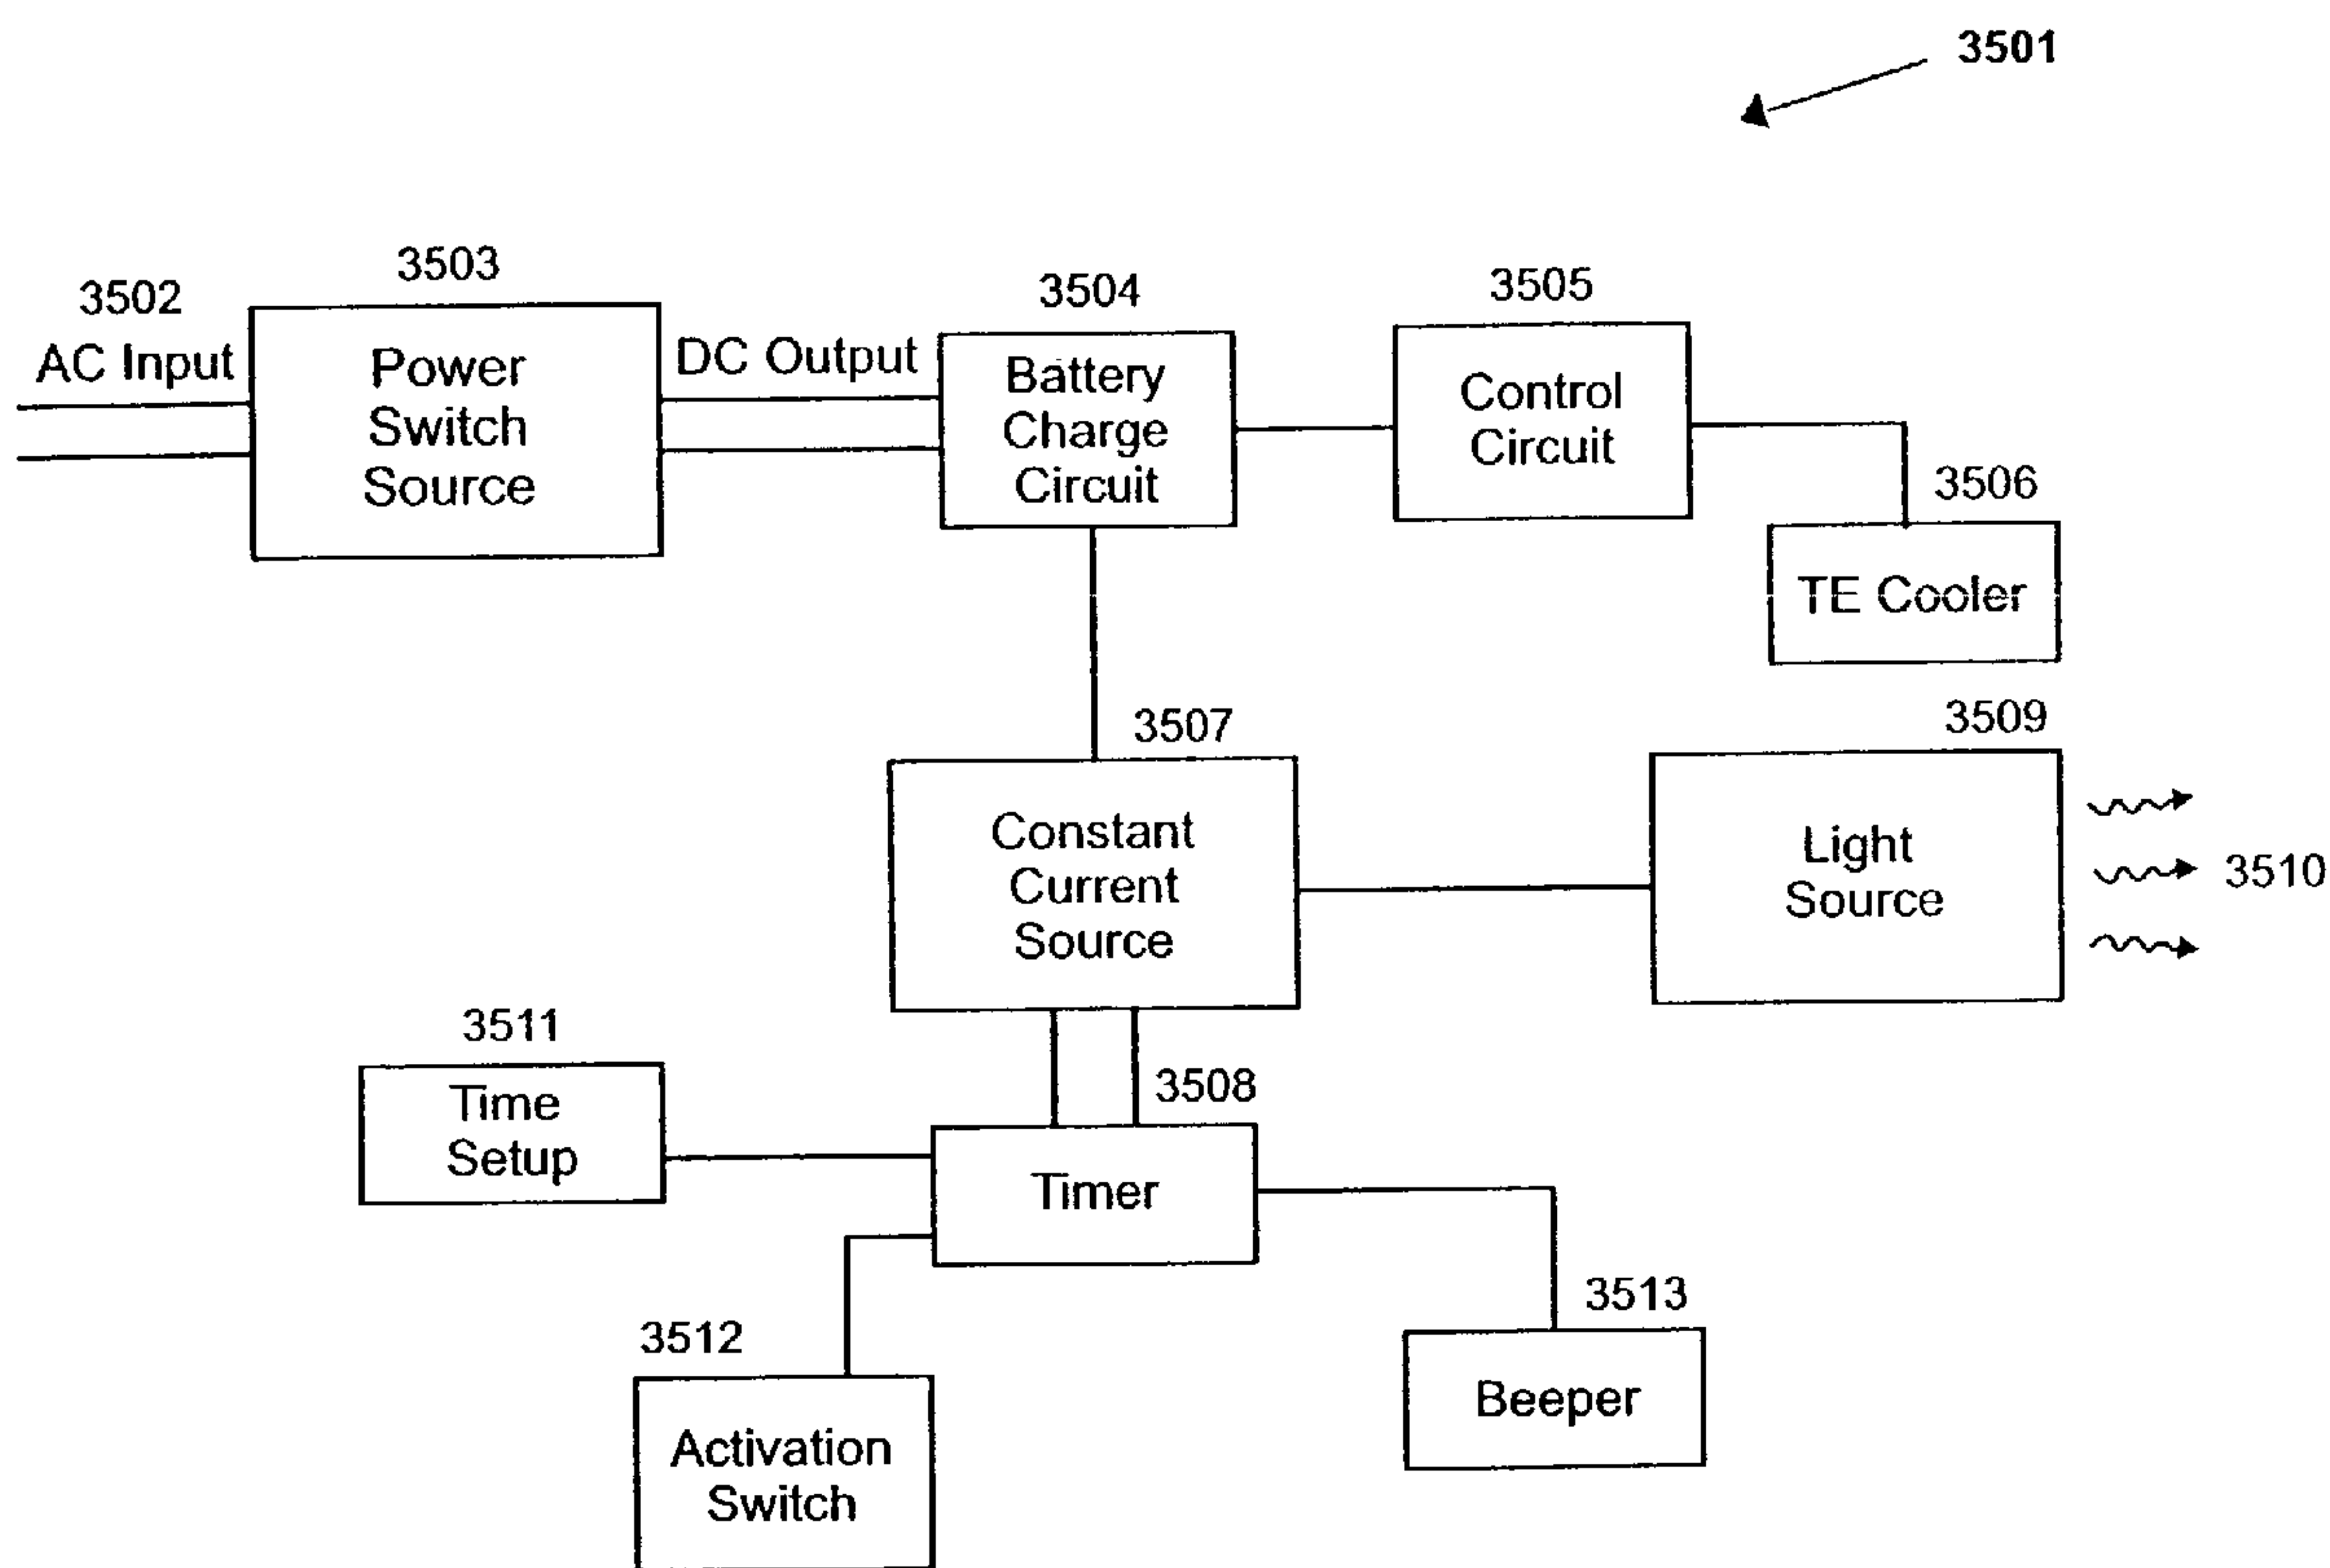 3501
3502
AC Input
3503
Power
Switch
Source
DC Output
3504
Battery
Charge
Circuit
3505
Control
Circuit
3506
TE Cooler
3507
Constant
Current
Source
3509
Light
Source
3510
3511
Time
Setup
3508
Timer
3512
Activation
Switch
3513
Beeper